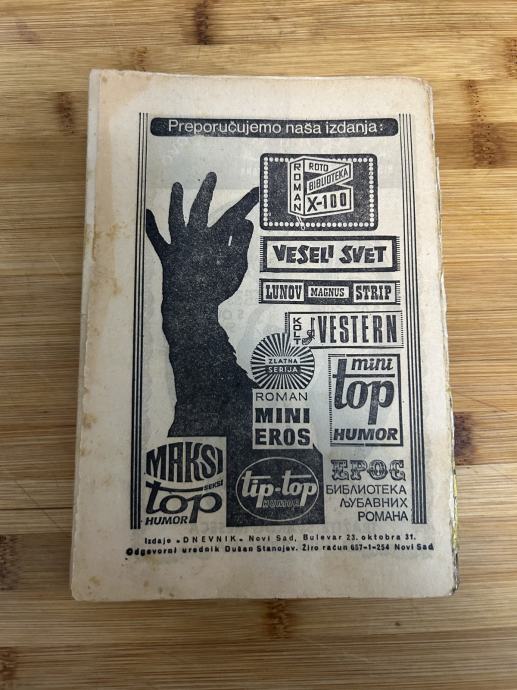 Preporučujemo naša izdanja:
ROMAN
ROTO
BIBLIOTEKA
X-100
VESELI SVET
LUNOV MAGNUS STRIP
KOLT VESTERN
ZLATNA
SERIJA
ROMAN
MINI
EROS
mini
top
HUMOR
MAKSI
SEKSI
top
HUMOR
tip-top
HUMOR
ЕРОС
БИБЛИОТЕКА
ЉУБАВНИХ
РОМАНА
Izdaje »DNEVNIK« Novi Sad, Bulevar 23. oktobra 31.
Odgovorni urednik Dušan Stanojev. Žiro račun 657-1-254 Novi Sad